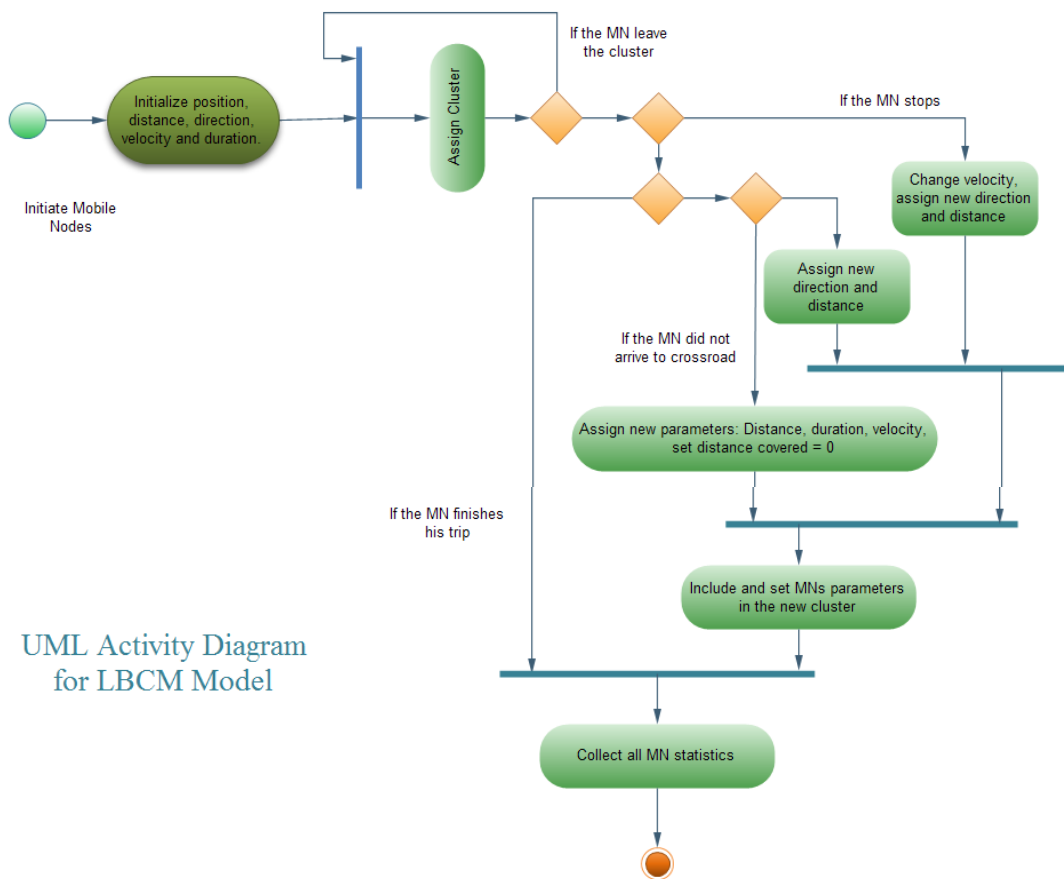 If the MN leave
the cluster
Initialize position,
distance, direction,
velocity and duration.
Assign Cluster
If the MN stops
Initiate Mobile
Nodes
Change velocity,
assign new direction
and distance
Assign new
direction and
distance
If the MN did not
arrive to crossroad
Assign new parameters: Distance, duration, velocity,
set distance covered = 0
If the MN finishes
his trip
Include and set MNs parameters
in the new cluster
UML Activity Diagram
for LBCM Model
Collect all MN statistics